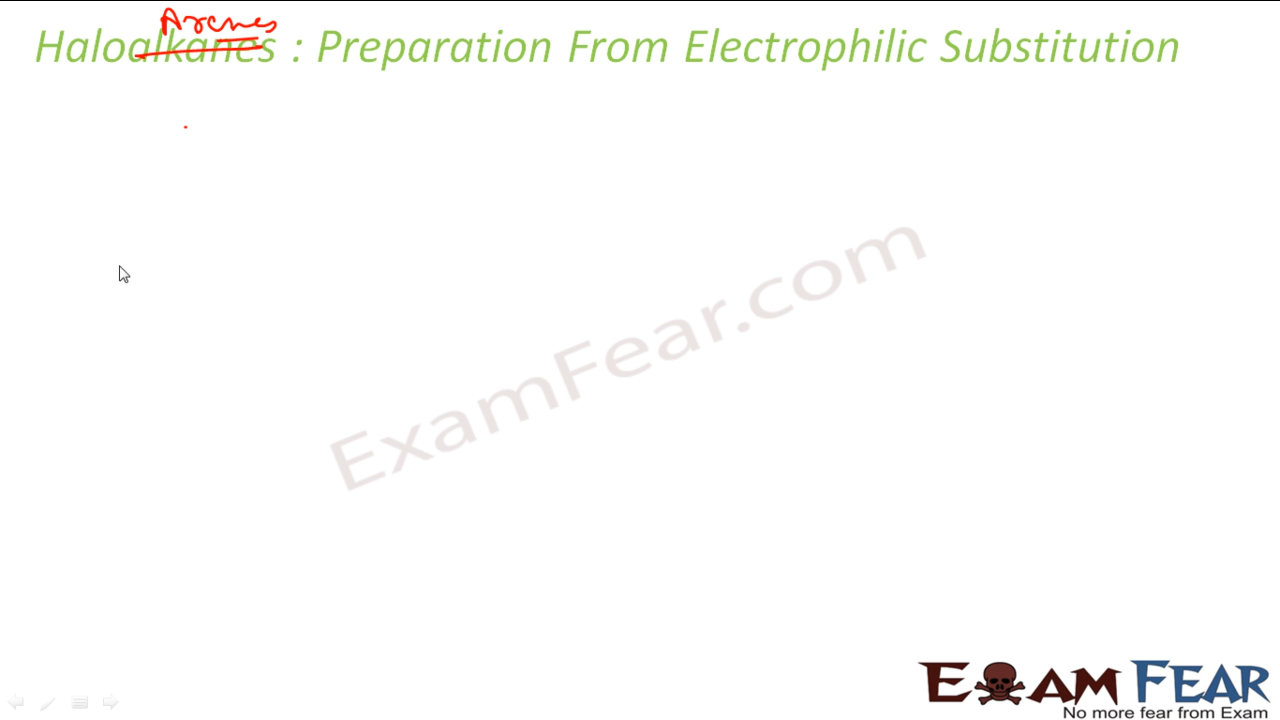 Arenes
Haloalkanes : Preparation From Electrophilic Substitution
ExamFear.com
EXAM FEAR
No more fear from Exam